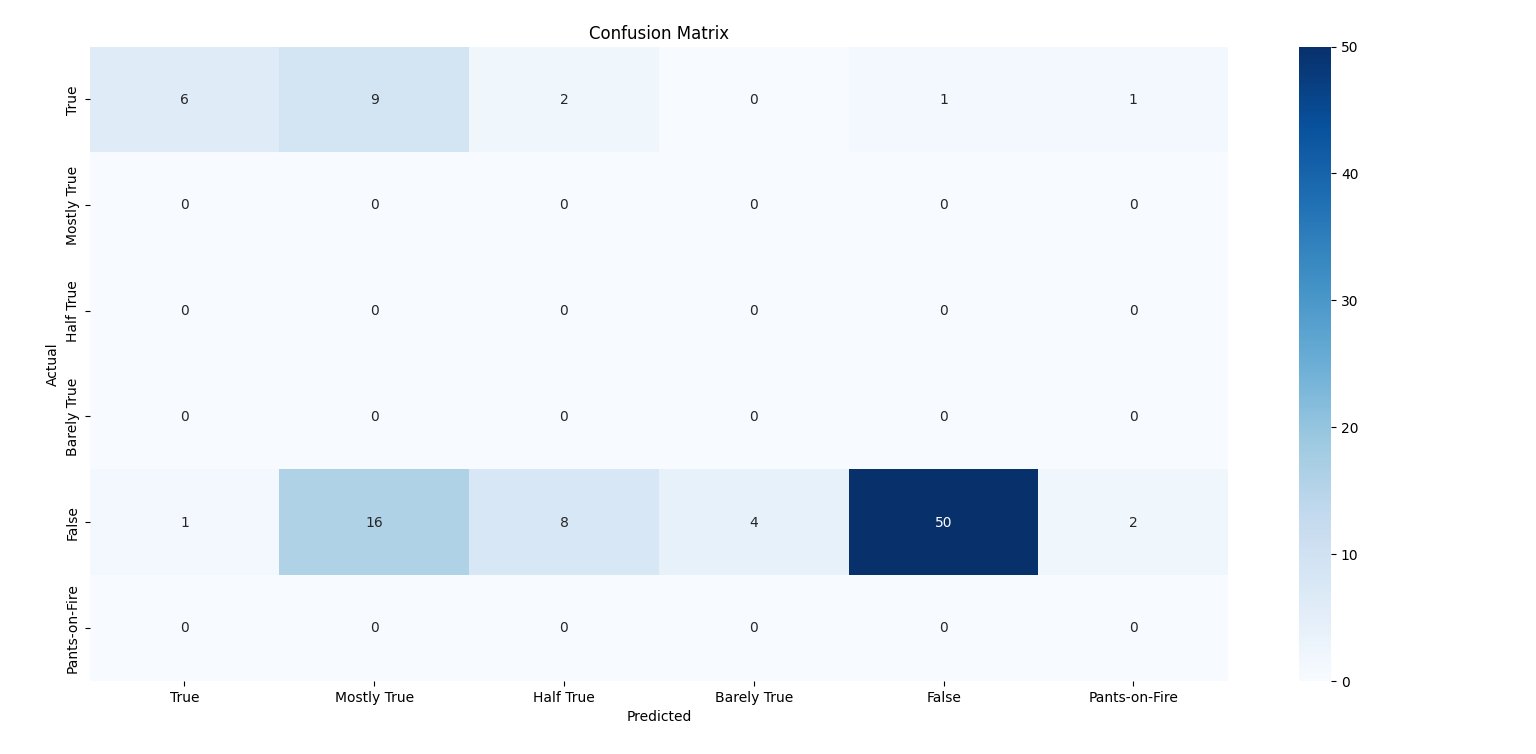 Confusion Matrix
True 6 9 2 0 1 1
Mostly True 0 0 0 0 0 0
Half True 0 0 0 0 0 0
Barely True 0 0 0 0 0 0
False 1 16 8 4 50 2
Pants-on-Fire 0 0 0 0 0 0
Actual
True Mostly True Half True Barely True False Pants-on-Fire
Predicted
50
40
30
20
10
0